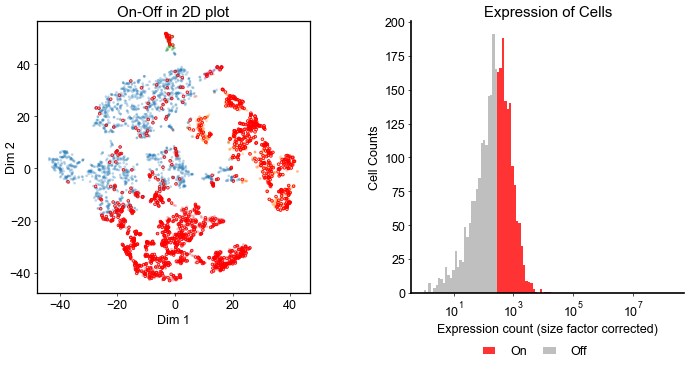 On-Off in 2D plot
40
20
0
−20
−40
Dim 2
−40
−20
0
20
40
Dim 1
Expression of Cells
200
175
150
125
100
75
50
25
0
Cell Counts
10^1
10^3
10^5
10^7
Expression count (size factor corrected)
On
Off